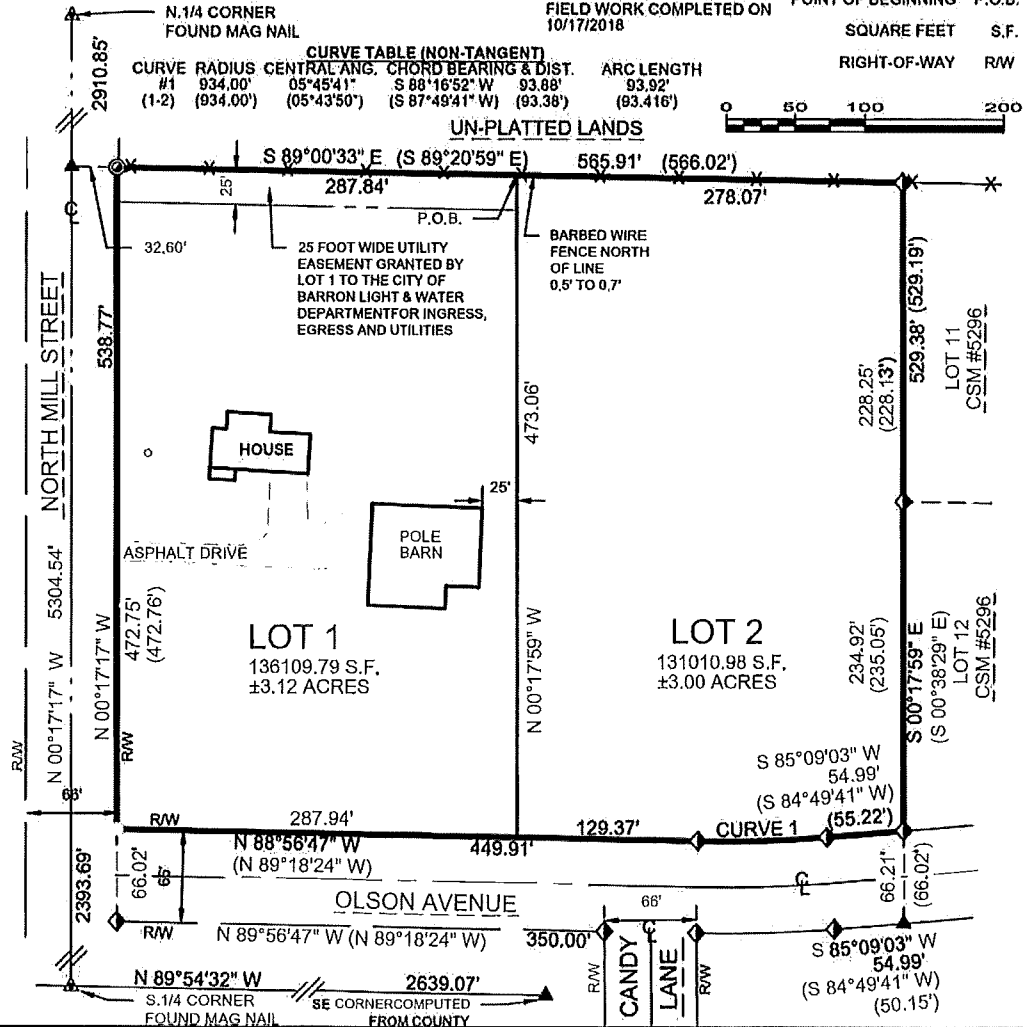 N.1/4 CORNER
FOUND MAG NAIL
FIELD WORK COMPLETED ON
10/17/2018
POINT OF BEGINNING P.O.B.
SQUARE FEET S.F.
RIGHT-OF-WAY R/W
2910.85'
CURVE TABLE (NON-TANGENT)
CURVE RADIUS CENTRAL ANG. CHORD BEARING & DIST. ARC LENGTH
#1 934.00' 05°45'41" S 88°16'52" W 93.88' 93.92'
(1-2) (934.00') (05°43'50") (S 87°49'41" W) (93.38') (93.416')
0 50 100 200
UN-PLATTED LANDS
S 89°00'33" E (S 89°20'59" E) 565.91' (566.02')
287.84'
278.07'
25'
P.O.B.
CL
32.60'
25 FOOT WIDE UTILITY
EASEMENT GRANTED BY
LOT 1 TO THE CITY OF
BARRON LIGHT & WATER
DEPARTMENTFOR INGRESS,
EGRESS AND UTILITIES
BARBED WIRE
FENCE NORTH
OF LINE
0.5' TO 0.7'
NORTH MILL STREET
538.77'
473.06'
228.25'
(228.13')
529.38' (529.19')
LOT 11
CSM #5296
HOUSE
25'
POLE
BARN
ASPHALT DRIVE
N 00°17'17" W 5304.54'
N 00°17'17" W
472.75'
(472.76')
LOT 1
136109.79 S.F.
±3.12 ACRES
N 00°17'59" W
LOT 2
131010.98 S.F.
±3.00 ACRES
234.92'
(235.05')
S 00°17'59" E
(S 00°38'29" E)
LOT 12
CSM #5296
R/W
R/W
S 85°09'03" W
54.99'
(S 84°49'41" W)
(55.22')
66'
R/W
287.94'
129.37'
CURVE 1
N 88°56'47" W
(N 89°18'24" W)
449.91'
2393.69'
66.02'
66'
66.21'
(66.02')
CL
OLSON AVENUE
66'
R/W
N 89°56'47" W (N 89°18'24" W)
350.00'
R/W
CANDY
CL
LANE
R/W
S 85°09'03" W
54.99'
(S 84°49'41" W)
(50.15')
N 89°54'32" W 2639.07'
S.1/4 CORNER
FOUND MAG NAIL
SE CORNERCOMPUTED
FROM COUNTY